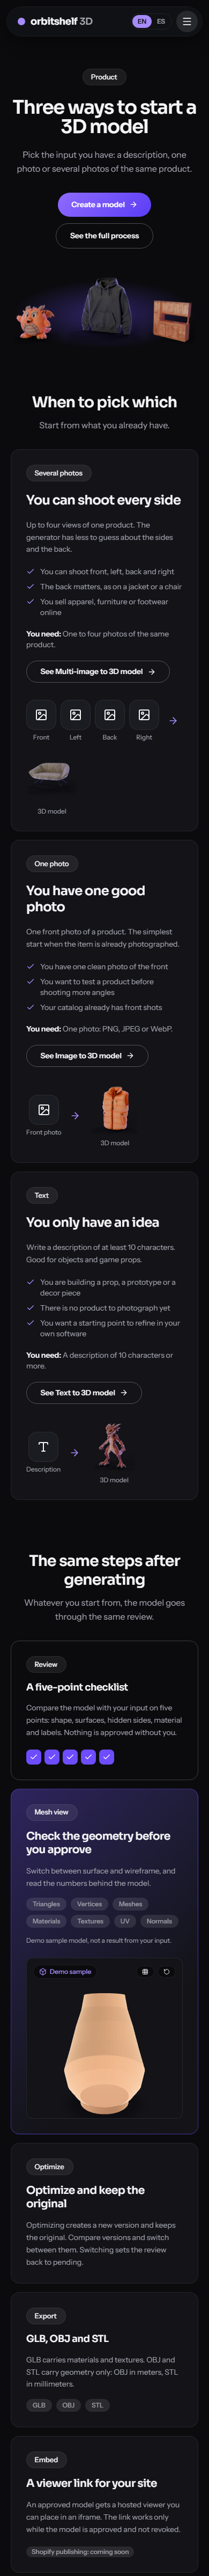 orbitshelf 3D
EN ES
Product
Three ways to start a
3D model
Pick the input you have: a description, one
photo or several photos of the same product.
Create a model
See the full process
When to pick which
Start from what you already have.
Several photos
You can shoot every side
Up to four views of one product. The
generator has less to guess about the sides
and the back.
You can shoot front, left, back and right
The back matters, as on a jacket or a chair
You sell apparel, furniture or footwear
online
You need: One to four photos of the same
product.
See Multi-image to 3D model
Front Left Back Right
3D model
One photo
You have one good
photo
One front photo of a product. The simplest
start when the item is already photographed.
You have one clean photo of the front
You want to test a product before
shooting more angles
Your catalog already has front shots
You need: One photo: PNG, JPEG or WebP.
See Image to 3D model
Front photo
3D model
Text
You only have an idea
Write a description of at least 10 characters.
Good for objects and game props.
You are building a prop, a prototype or a
decor piece
There is no product to photograph yet
You want a starting point to refine in your
own software
You need: A description of 10 characters or
more.
See Text to 3D model
Description
3D model
The same steps after
generating
Whatever you start from, the model goes
through the same review.
Review
A five-point checklist
Compare the model with your input on five
points: shape, surfaces, hidden sides, material
and labels. Nothing is approved without you.
Mesh view
Check the geometry before
you approve
Switch between surface and wireframe, and
read the numbers behind the model.
Triangles Vertices Meshes
Materials Textures UV Normals
Demo sample model, not a result from your input.
Demo sample
Optimize
Optimize and keep the
original
Optimizing creates a new version and keeps
the original. Compare versions and switch
between them. Switching sets the review
back to pending.
Export
GLB, OBJ and STL
GLB carries materials and textures. OBJ and
STL carry geometry only: OBJ in meters, STL
in millimeters.
GLB OBJ STL
Embed
A viewer link for your site
An approved model gets a hosted viewer you
can place in an iframe. The link works only
while the model is approved and not revoked.
Shopify publishing: coming soon